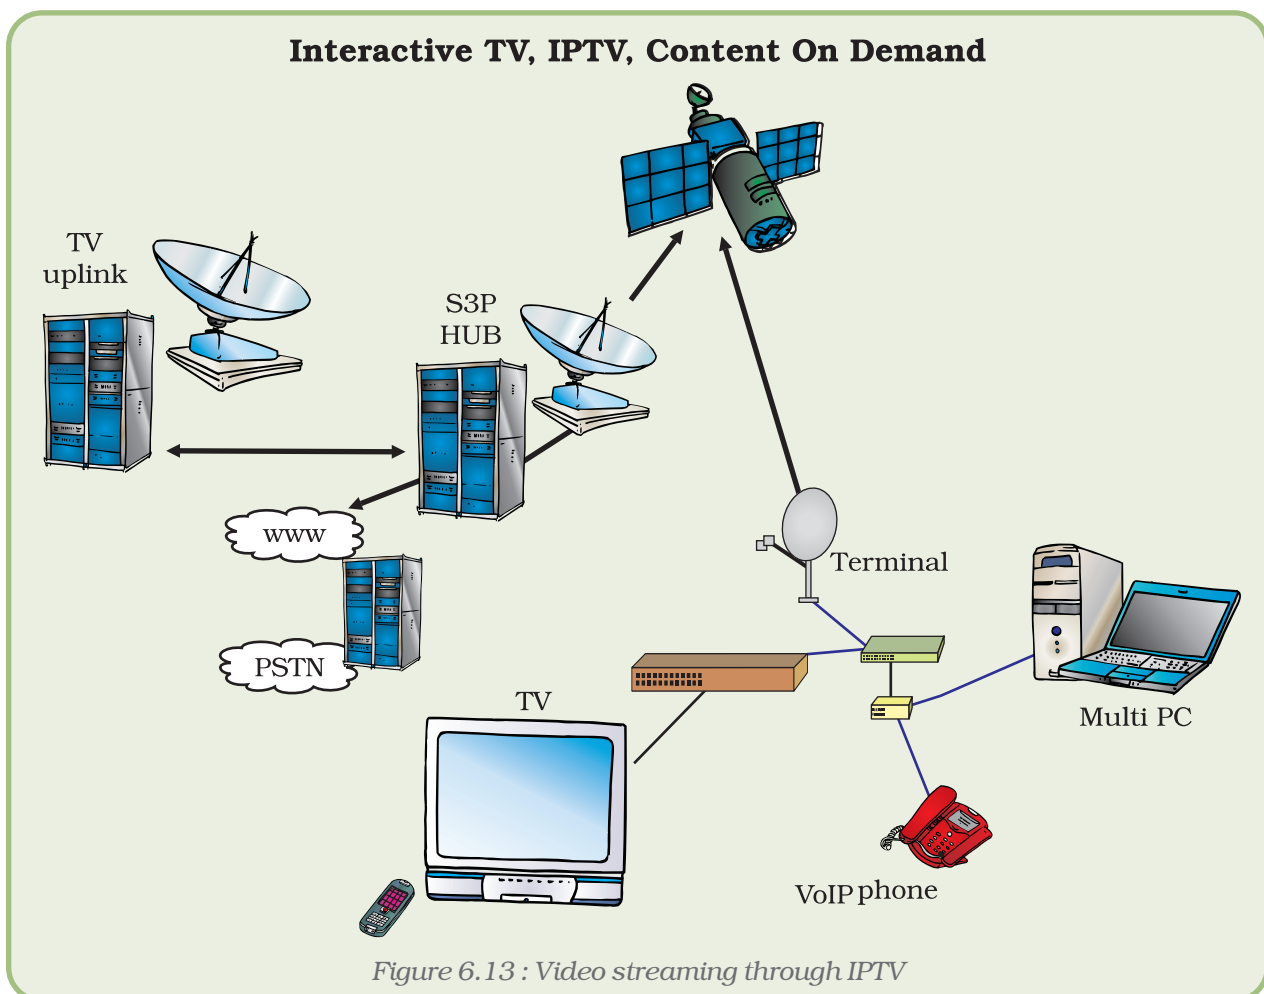 Interactive TV, IPTV, Content On Demand
TV
uplink
S3P
HUB
www
Terminal
PSTN
TV
Multi PC
VoIP phone
Figure 6.13 : Video streaming through IPTV